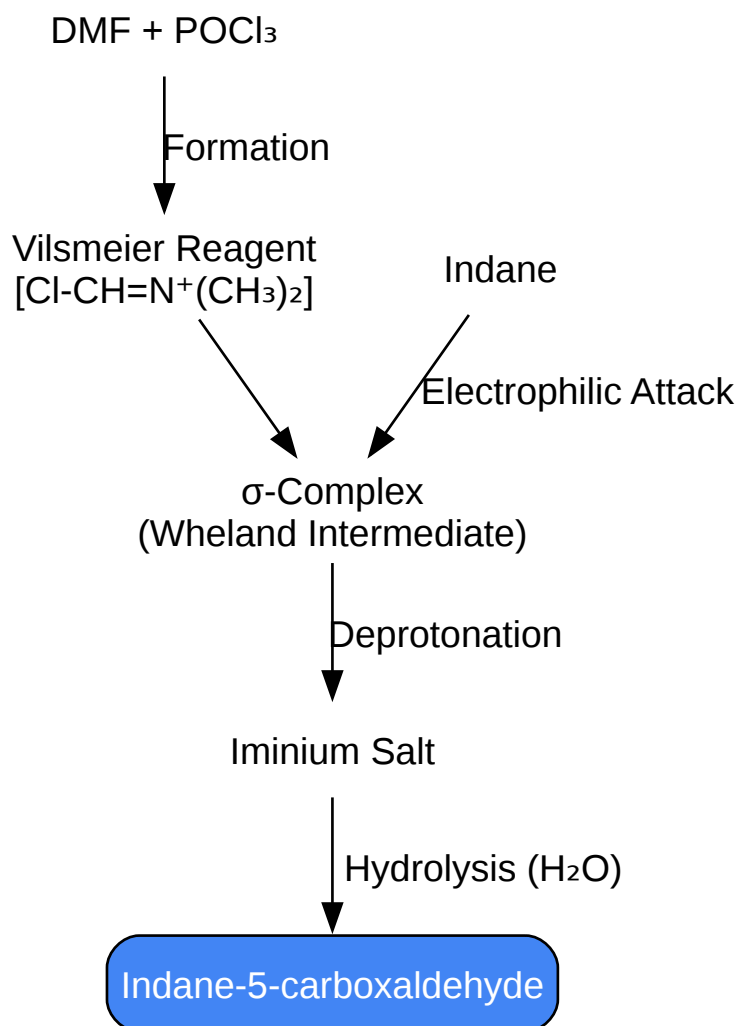 DMF + POCl₃
Formation
Vilsmeier Reagent
[Cl-CH=N⁺(CH₃)₂]
Indane
Electrophilic Attack
σ-Complex
(Wheland Intermediate)
Deprotonation
Iminium Salt
Hydrolysis (H₂O)
Indane-5-carboxaldehyde